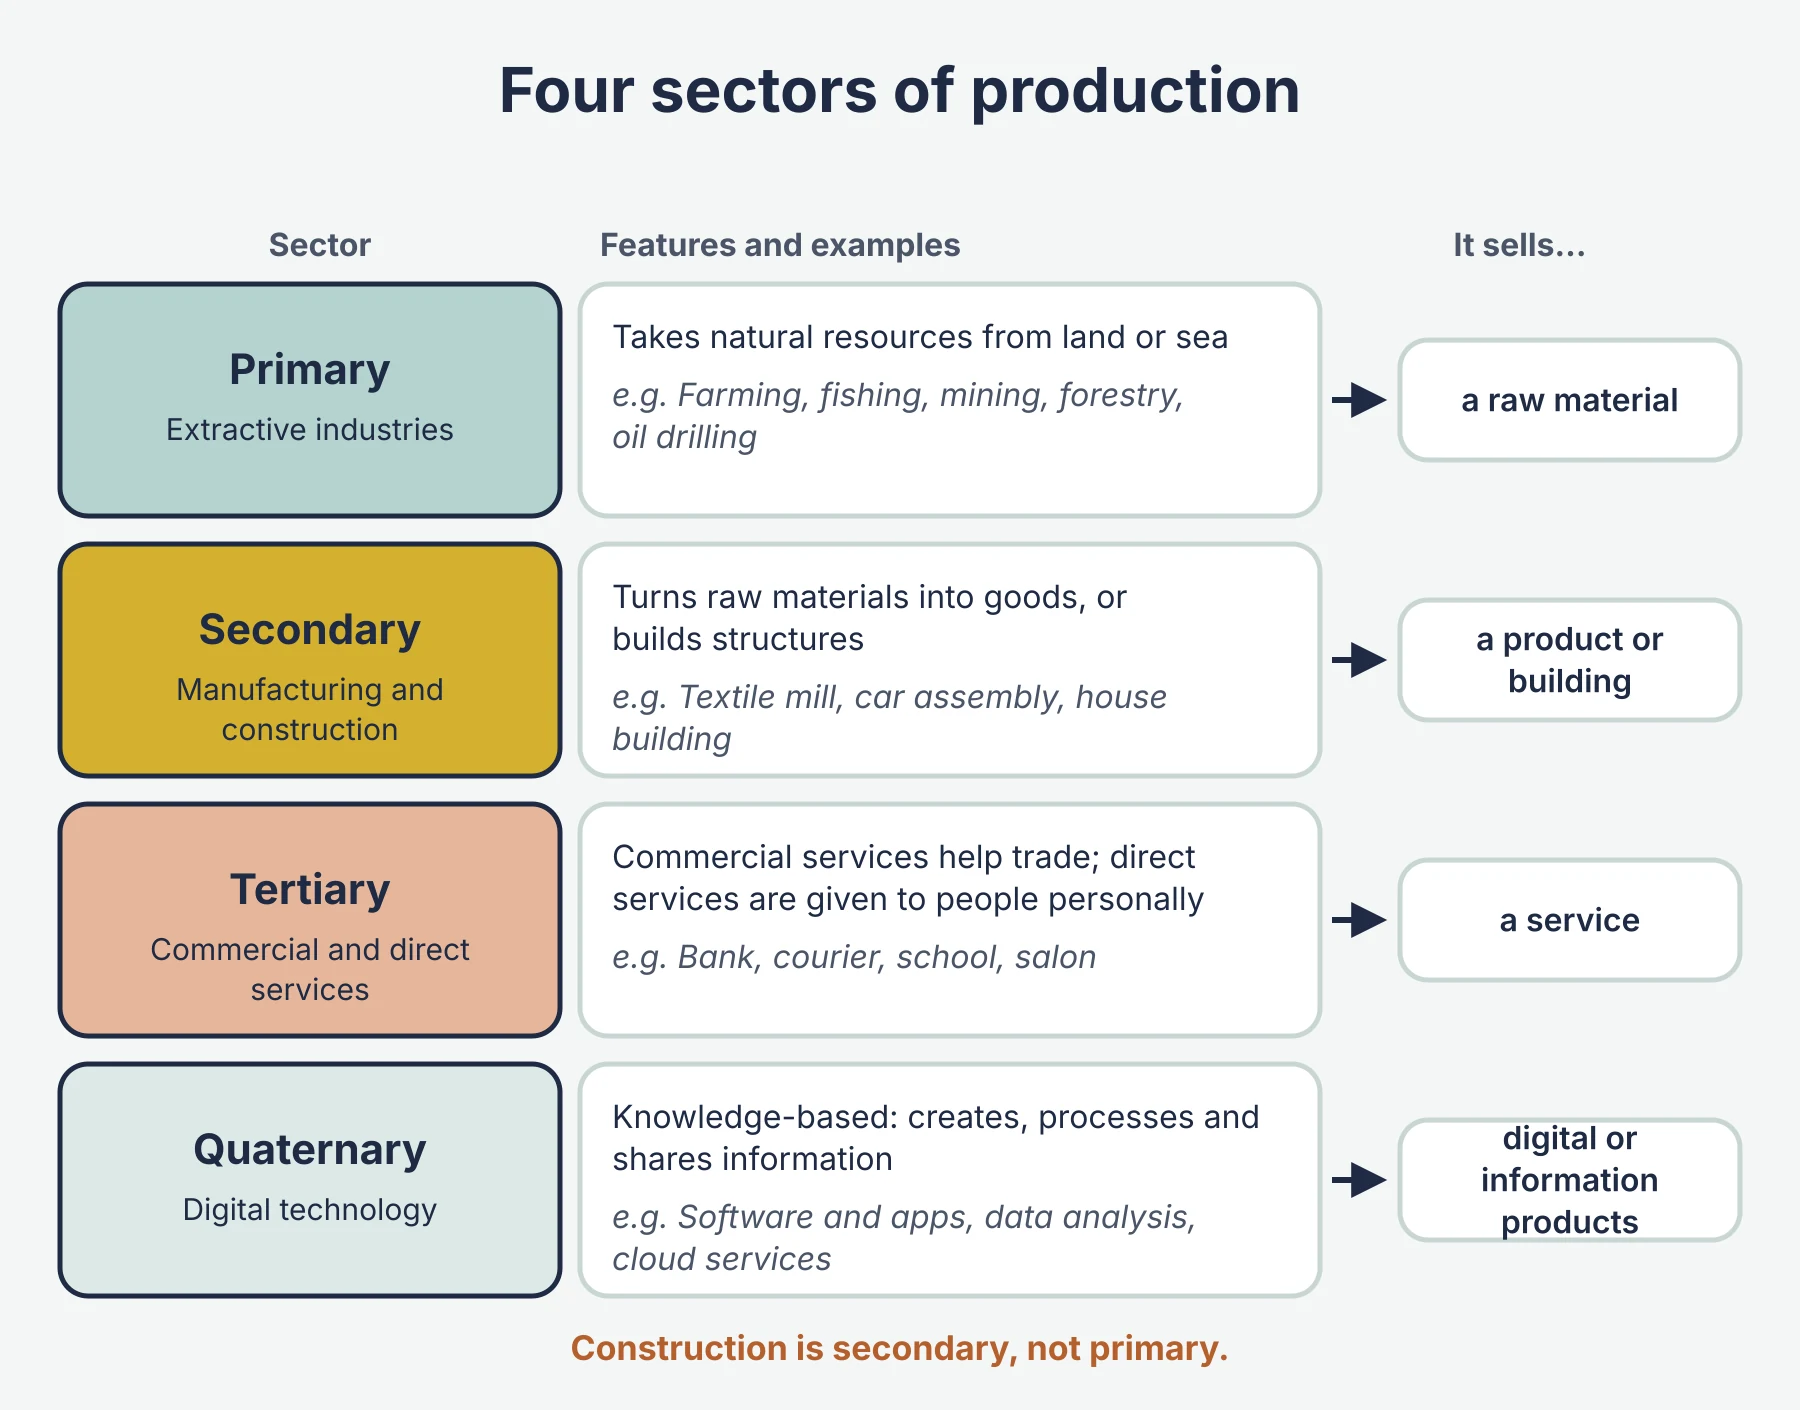 Four sectors of production
Sector
Features and examples
It sells...
Primary
Extractive industries
Takes natural resources from land or sea
e.g. Farming, fishing, mining, forestry,
oil drilling
a raw material
Secondary
Manufacturing and
construction
Turns raw materials into goods, or
builds structures
e.g. Textile mill, car assembly, house
building
a product or
building
Tertiary
Commercial and direct
services
Commercial services help trade; direct
services are given to people personally
e.g. Bank, courier, school, salon
a service
Quaternary
Digital technology
Knowledge-based: creates, processes and
shares information
e.g. Software and apps, data analysis,
cloud services
digital or
information
products
Construction is secondary, not primary.